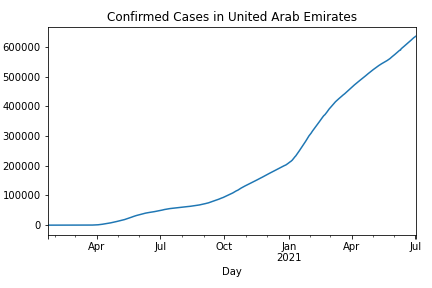 Confirmed Cases in United Arab Emirates
600000
500000
400000
300000
200000
100000
0
Apr Jul Oct Jan Apr Jul
2021
Day